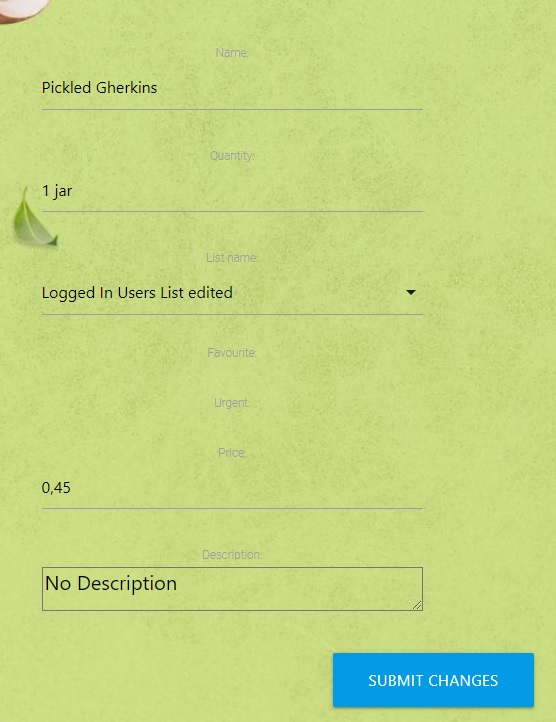 Name:
Pickled Gherkins
Quantity:
1 jar
List name:
Logged In Users List edited
Favourite:
Urgent:
Price:
0,45
Description:
No Description
SUBMIT CHANGES